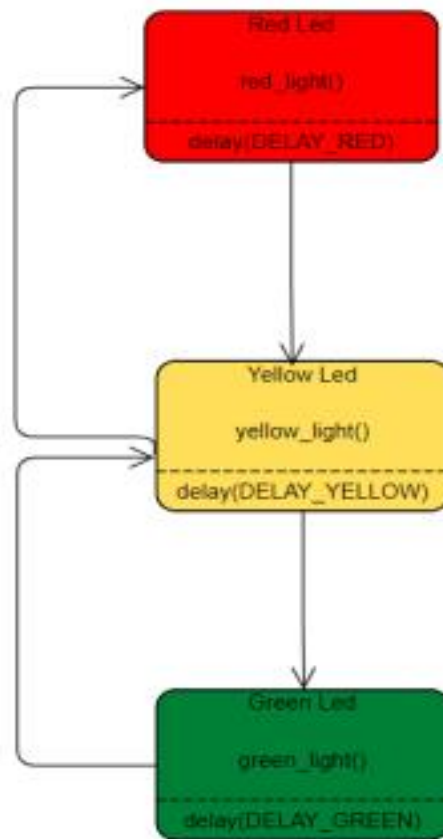 Red Led
red_light()
delay(DELAY_RED)
Yellow Led
yellow_light()
delay(DELAY_YELLOW)
Green Led
green_light()
delay(DELAY_GREEN)